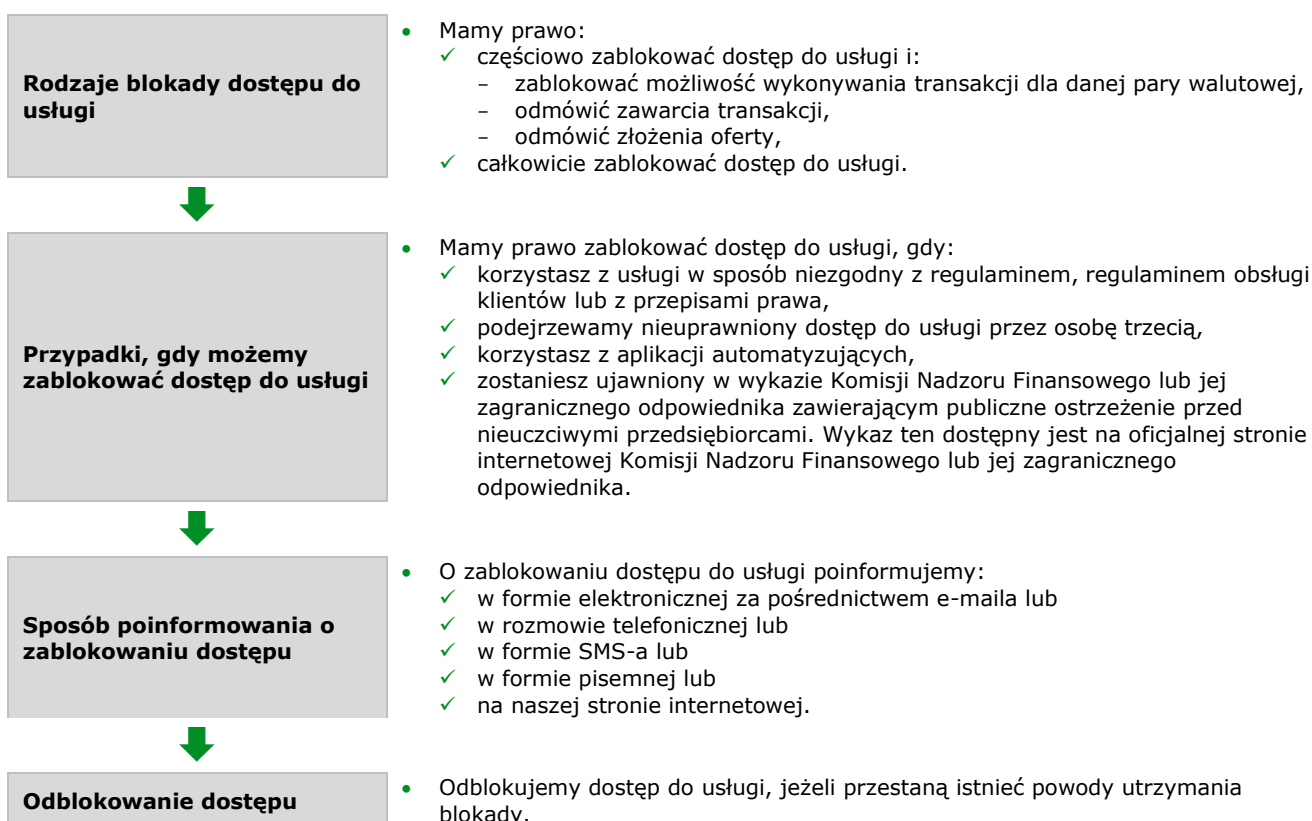 Rodzaje blokady dostępu do
usługi
• Mamy prawo:
✓ częściowo zablokować dostęp do usługi i:
– zablokować możliwość wykonywania transakcji dla danej pary walutowej,
– odmówić zawarcia transakcji,
– odmówić złożenia oferty,
✓ całkowicie zablokować dostęp do usługi.
Przypadki, gdy możemy
zablokować dostęp do usługi
• Mamy prawo zablokować dostęp do usługi, gdy:
✓ korzystasz z usługi w sposób niezgodny z regulaminem, regulaminem obsługi
klientów lub z przepisami prawa,
✓ podejrzewamy nieuprawniony dostęp do usługi przez osobę trzecią,
✓ korzystasz z aplikacji automatyzujących,
✓ zostaniesz ujawniony w wykazie Komisji Nadzoru Finansowego lub jej
zagranicznego odpowiednika zawierającym publiczne ostrzeżenie przed
nieuczciwymi przedsiębiorcami. Wykaz ten dostępny jest na oficjalnej stronie
internetowej Komisji Nadzoru Finansowego lub jej zagranicznego
odpowiednika.
Sposób poinformowania o
zablokowaniu dostępu
• O zablokowaniu dostępu do usługi poinformujemy:
✓ w formie elektronicznej za pośrednictwem e-maila lub
✓ w rozmowie telefonicznej lub
✓ w formie SMS-a lub
✓ w formie pisemnej lub
✓ na naszej stronie internetowej.
Odblokowanie dostępu
• Odblokujemy dostęp do usługi, jeżeli przestaną istnieć powody utrzymania
blokady.